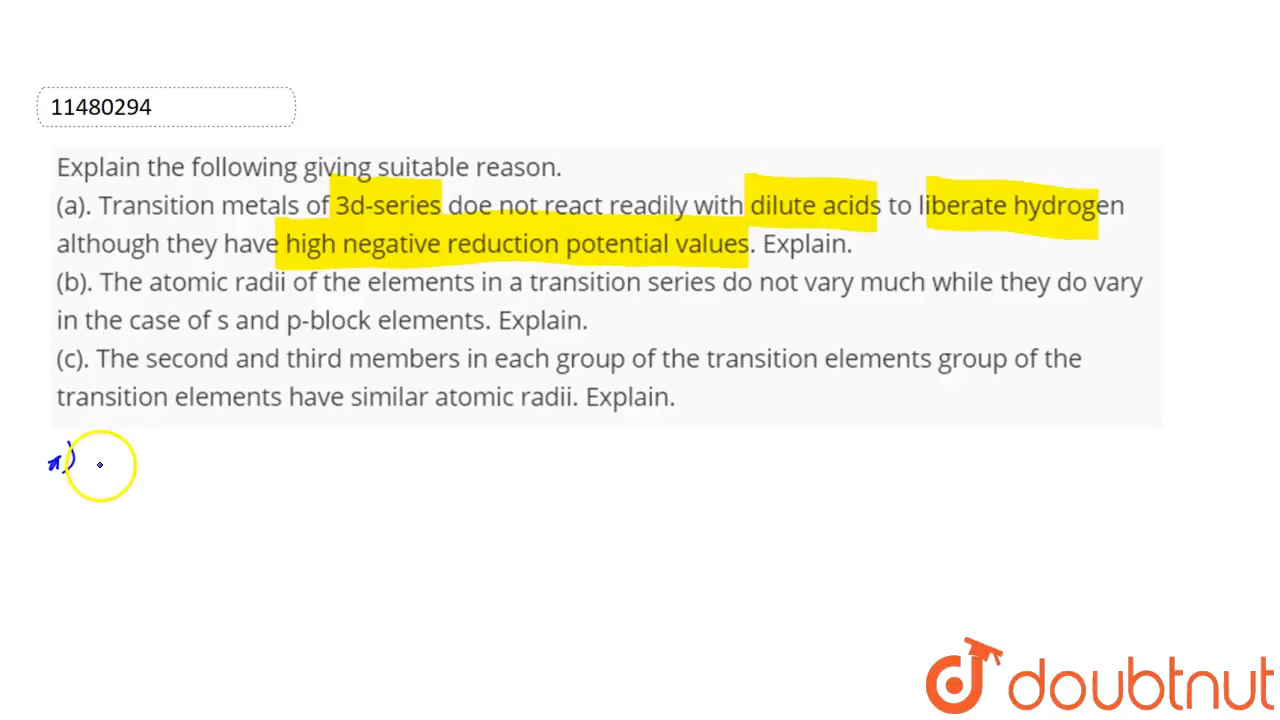 11480294
Explain the following giving suitable reason.
(a). Transition metals of 3d-series doe not react readily with dilute acids to liberate hydrogen
although they have high negative reduction potential values. Explain.
(b). The atomic radii of the elements in a transition series do not vary much while they do vary
in the case of s and p-block elements. Explain.
(c). The second and third members in each group of the transition elements group of the
transition elements have similar atomic radii. Explain.
a)
doubtnut